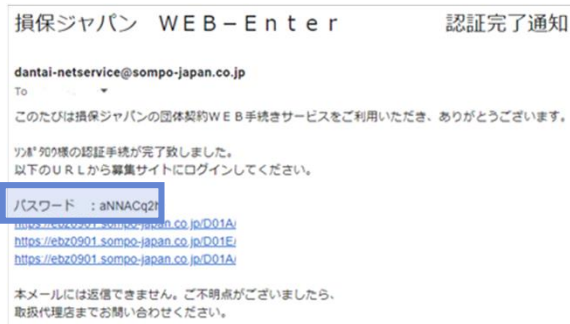 損保ジャパン　ＷＥＢ－Ｅｎｔｅｒ　認証完了通知
dantai-netservice@sompo-japan.co.jp
To
このたびは損保ジャパンの団体契約ＷＥＢ手続きサービスをご利用いただき、ありがとうございます。
ｿﾝﾎﾟﾀﾛｳ様の認証手続が完了致しました。
以下のＵＲＬから募集サイトにログインしてください。
パスワード　：aNNACq2
https://ebz0901.sompo-japan.co.jp/D01A/
https://ebz0901.sompo-japan.co.jp/D01E/
https://ebz0901.sompo-japan.co.jp/D01A/
本メールには返信できません。ご不明点がございましたら、
取扱代理店までお問い合わせください。